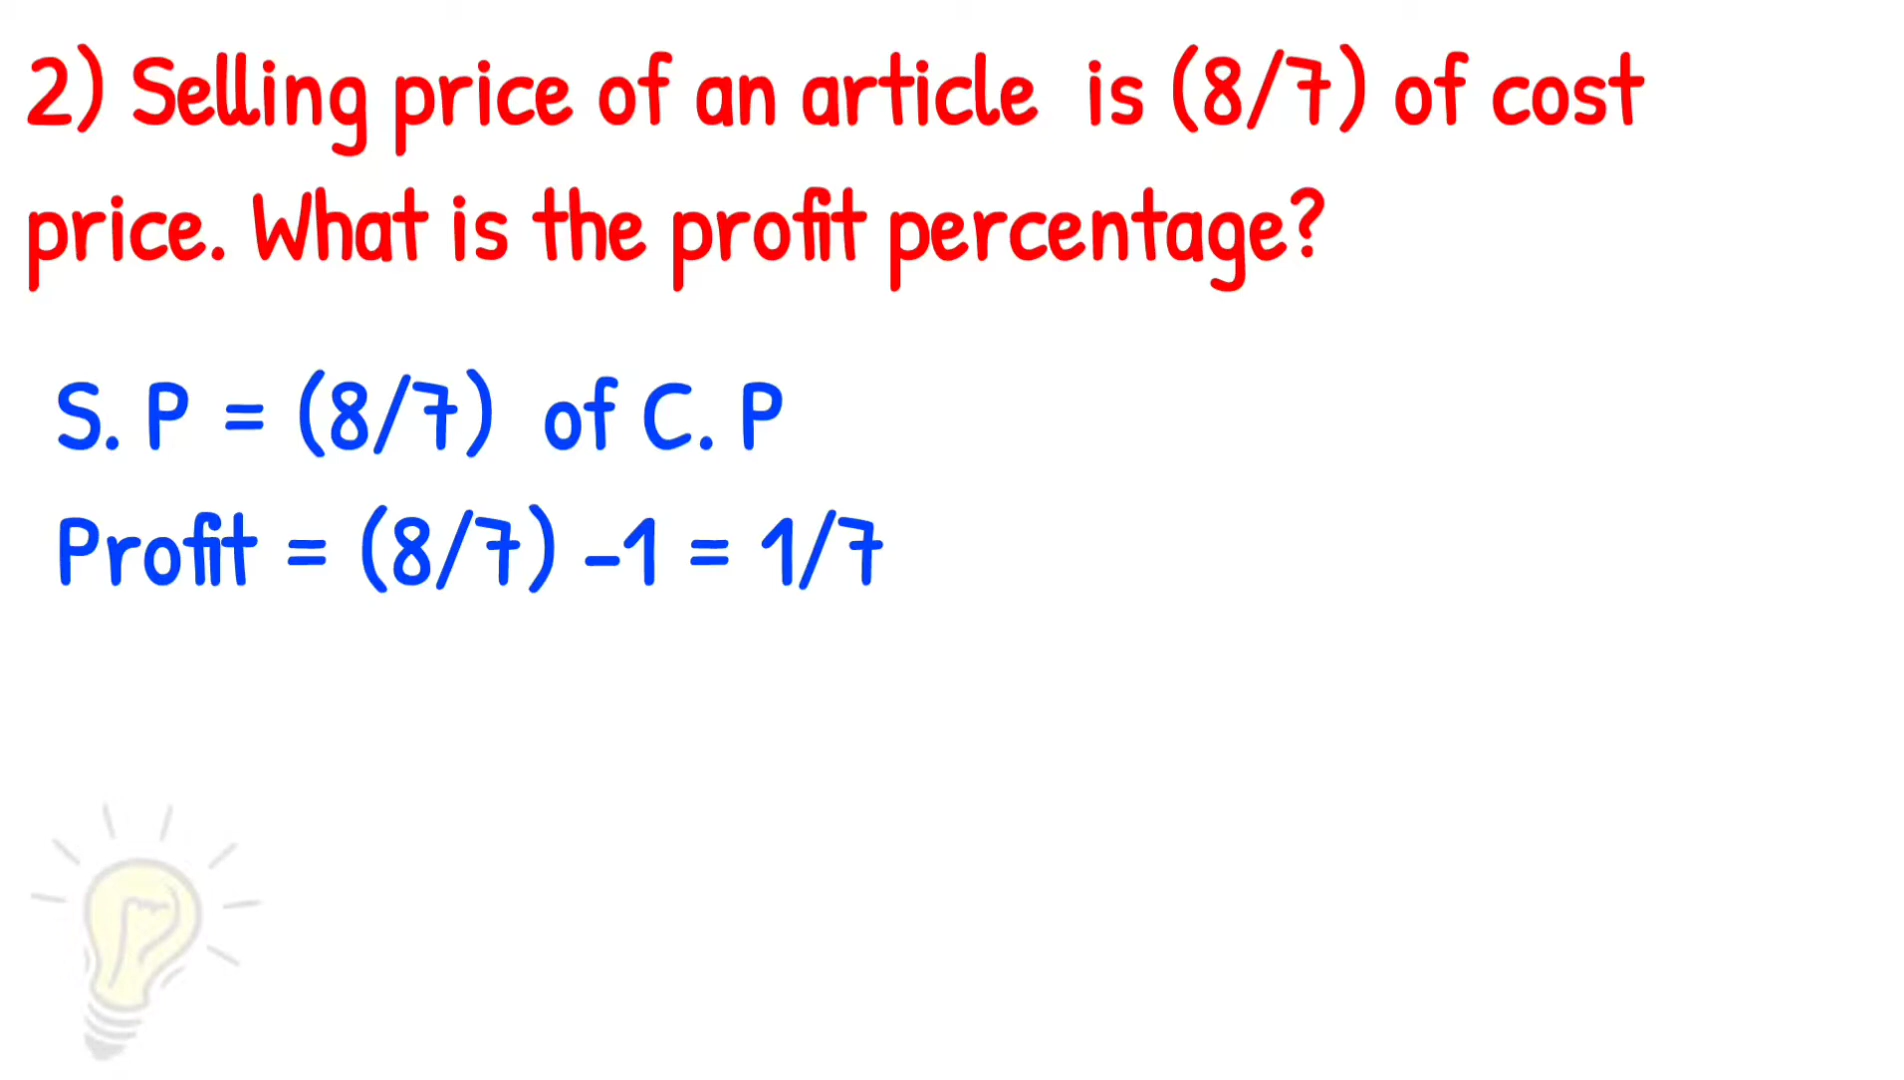 2) Selling price of an article is (8/7) of cost
price. What is the profit percentage?
S. P = (8/7) of C. P
Profit = (8/7) -1 = 1/7